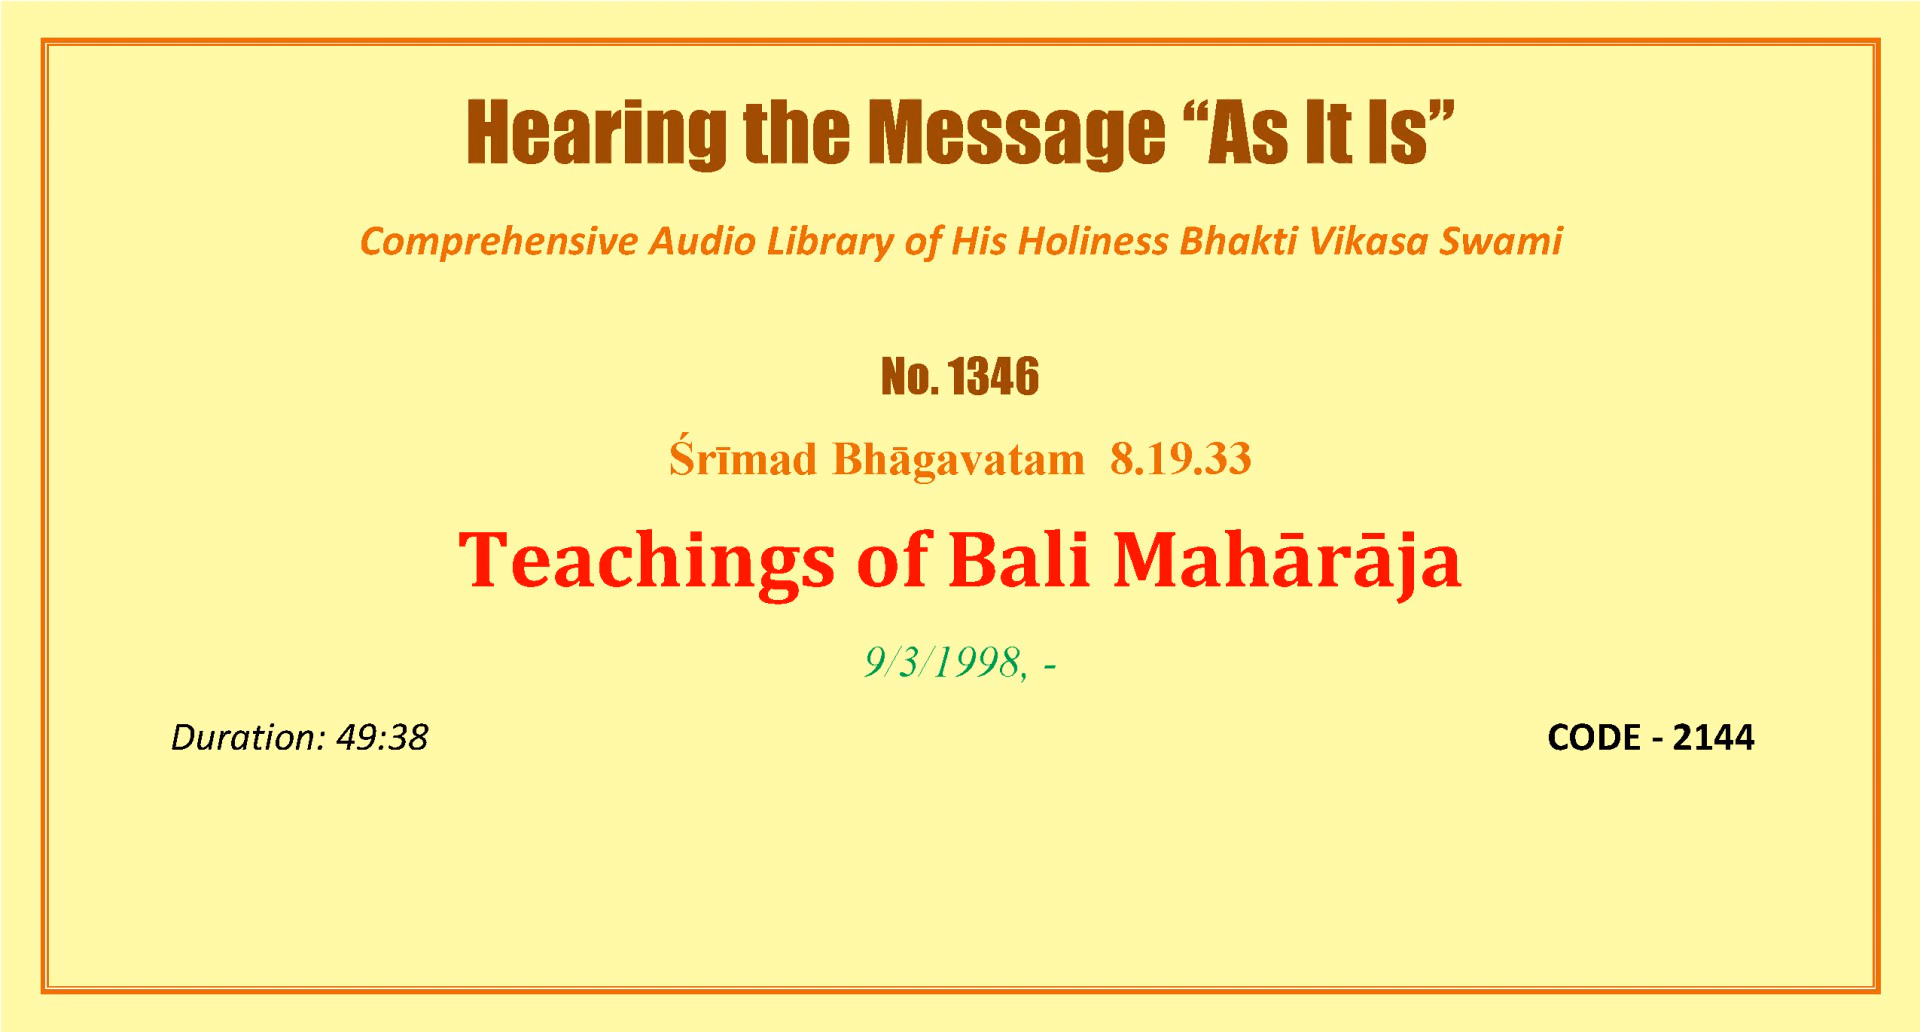 Hearing the Message “As It Is”
Comprehensive Audio Library of His Holiness Bhakti Vikasa Swami
No. 1346
Śrīmad Bhāgavatam 8.19.33
Teachings of Bali Mahārāja
9/3/1998, -
Duration: 49:38
CODE - 2144